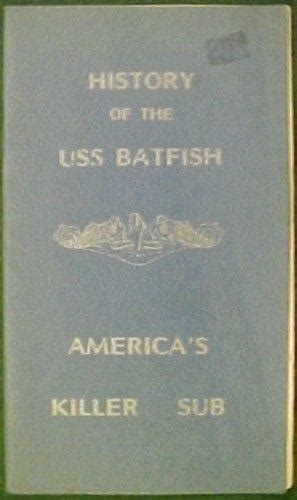 HISTORY
OF THE
USS BATFISH
AMERICA'S
KILLER SUB